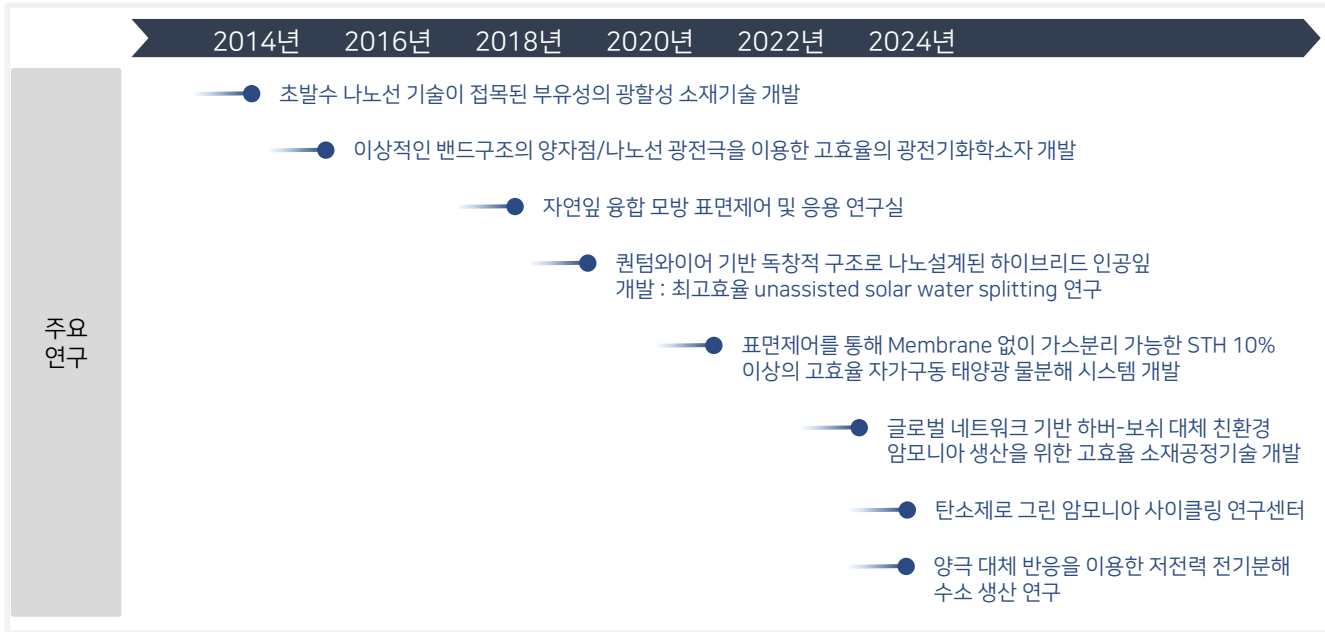 2014년 2016년 2018년 2020년 2022년 2024년
주요
연구
초발수 나노선 기술이 접목된 부유성의 광할성 소재기술 개발
이상적인 밴드구조의 양자점/나노선 광전극을 이용한 고효율의 광전기화학소자 개발
자연잎 융합 모방 표면제어 및 응용 연구실
퀀텀와이어 기반 독창적 구조로 나노설계된 하이브리드 인공잎
개발 : 최고효율 unassisted solar water splitting 연구
표면제어를 통해 Membrane 없이 가스분리 가능한 STH 10%
이상의 고효율 자가구동 태양광 물분해 시스템 개발
글로벌 네트워크 기반 하버-보쉬 대체 친환경
암모니아 생산을 위한 고효율 소재공정기술 개발
탄소제로 그린 암모니아 사이클링 연구센터
양극 대체 반응을 이용한 저전력 전기분해
수소 생산 연구